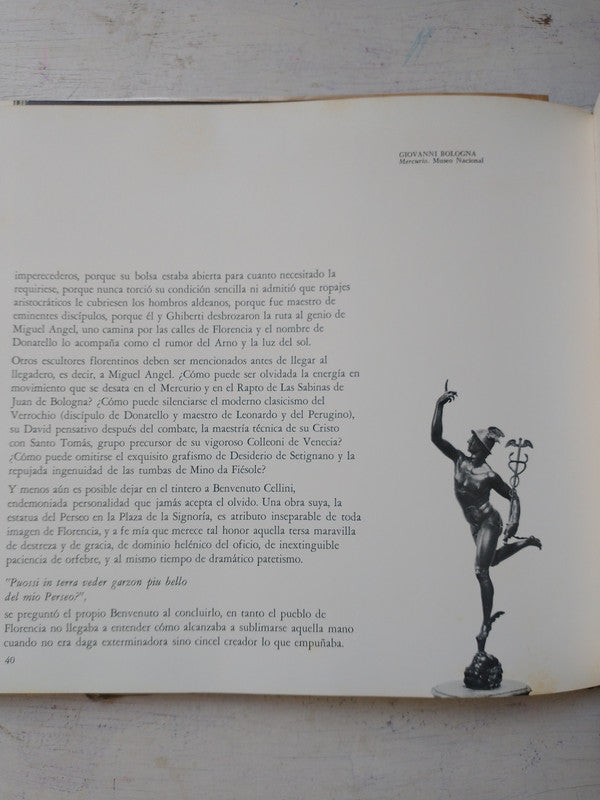 GIOVANNI BOLOGNA
Mercurio. Museo Nacional
imperecederos, porque su bolsa estaba abierta para cuanto necesitado la
requiriese, porque nunca torció su condición sencilla ni admitió que ropajes
aristocráticos le cubriesen los hombros aldeanos, porque fue maestro de
eminentes discípulos, porque él y Ghiberti desbrozaron la ruta al genio de
Miguel Angel, uno camina por las calles de Florencia y el nombre de
Donatello lo acompaña como el rumor del Arno y la luz del sol.
Otros escultores florentinos deben ser mencionados antes de llegar al
llegadero, es decir, a Miguel Angel. ¿Cómo puede ser olvidada la energía en
movimiento que se desata en el Mercurio y en el Rapto de Las Sabinas de
Juan de Bologna? ¿Cómo puede silenciarse el moderno clasicismo del
Verrochio (discípulo de Donatello y maestro de Leonardo y del Perugino),
su David pensativo después del combate, la maestría técnica de su Cristo
con Santo Tomás, grupo precursor de su vigoroso Colleoni de Venecia?
¿Cómo puede omitirse el exquisito grafismo de Desiderio de Setignano y la
repujada ingenuidad de las tumbas de Mino da Fiésole?
Y menos aún es posible dejar en el tintero a Benvenuto Cellini,
endemoniada personalidad que jamás acepta el olvido. Una obra suya, la
estatua del Perseo en la Plaza de la Signoría, es atributo inseparable de toda
imagen de Florencia, y a fe mía que merece tal honor aquella tersa maravilla
de destreza y de gracia, de dominio helénico del oficio, de inextinguible
paciencia de orfebre, y al mismo tiempo de dramático patetismo.
"Puossi in terra veder garzon piu bello
del mio Perseo?",
se preguntó el propio Benvenuto al concluirlo, en tanto el pueblo de
Florencia no llegaba a entender cómo alcanzaba a sublimarse aquella mano
cuando no era daga exterminadora sino cincel creador lo que empuñaba.
40